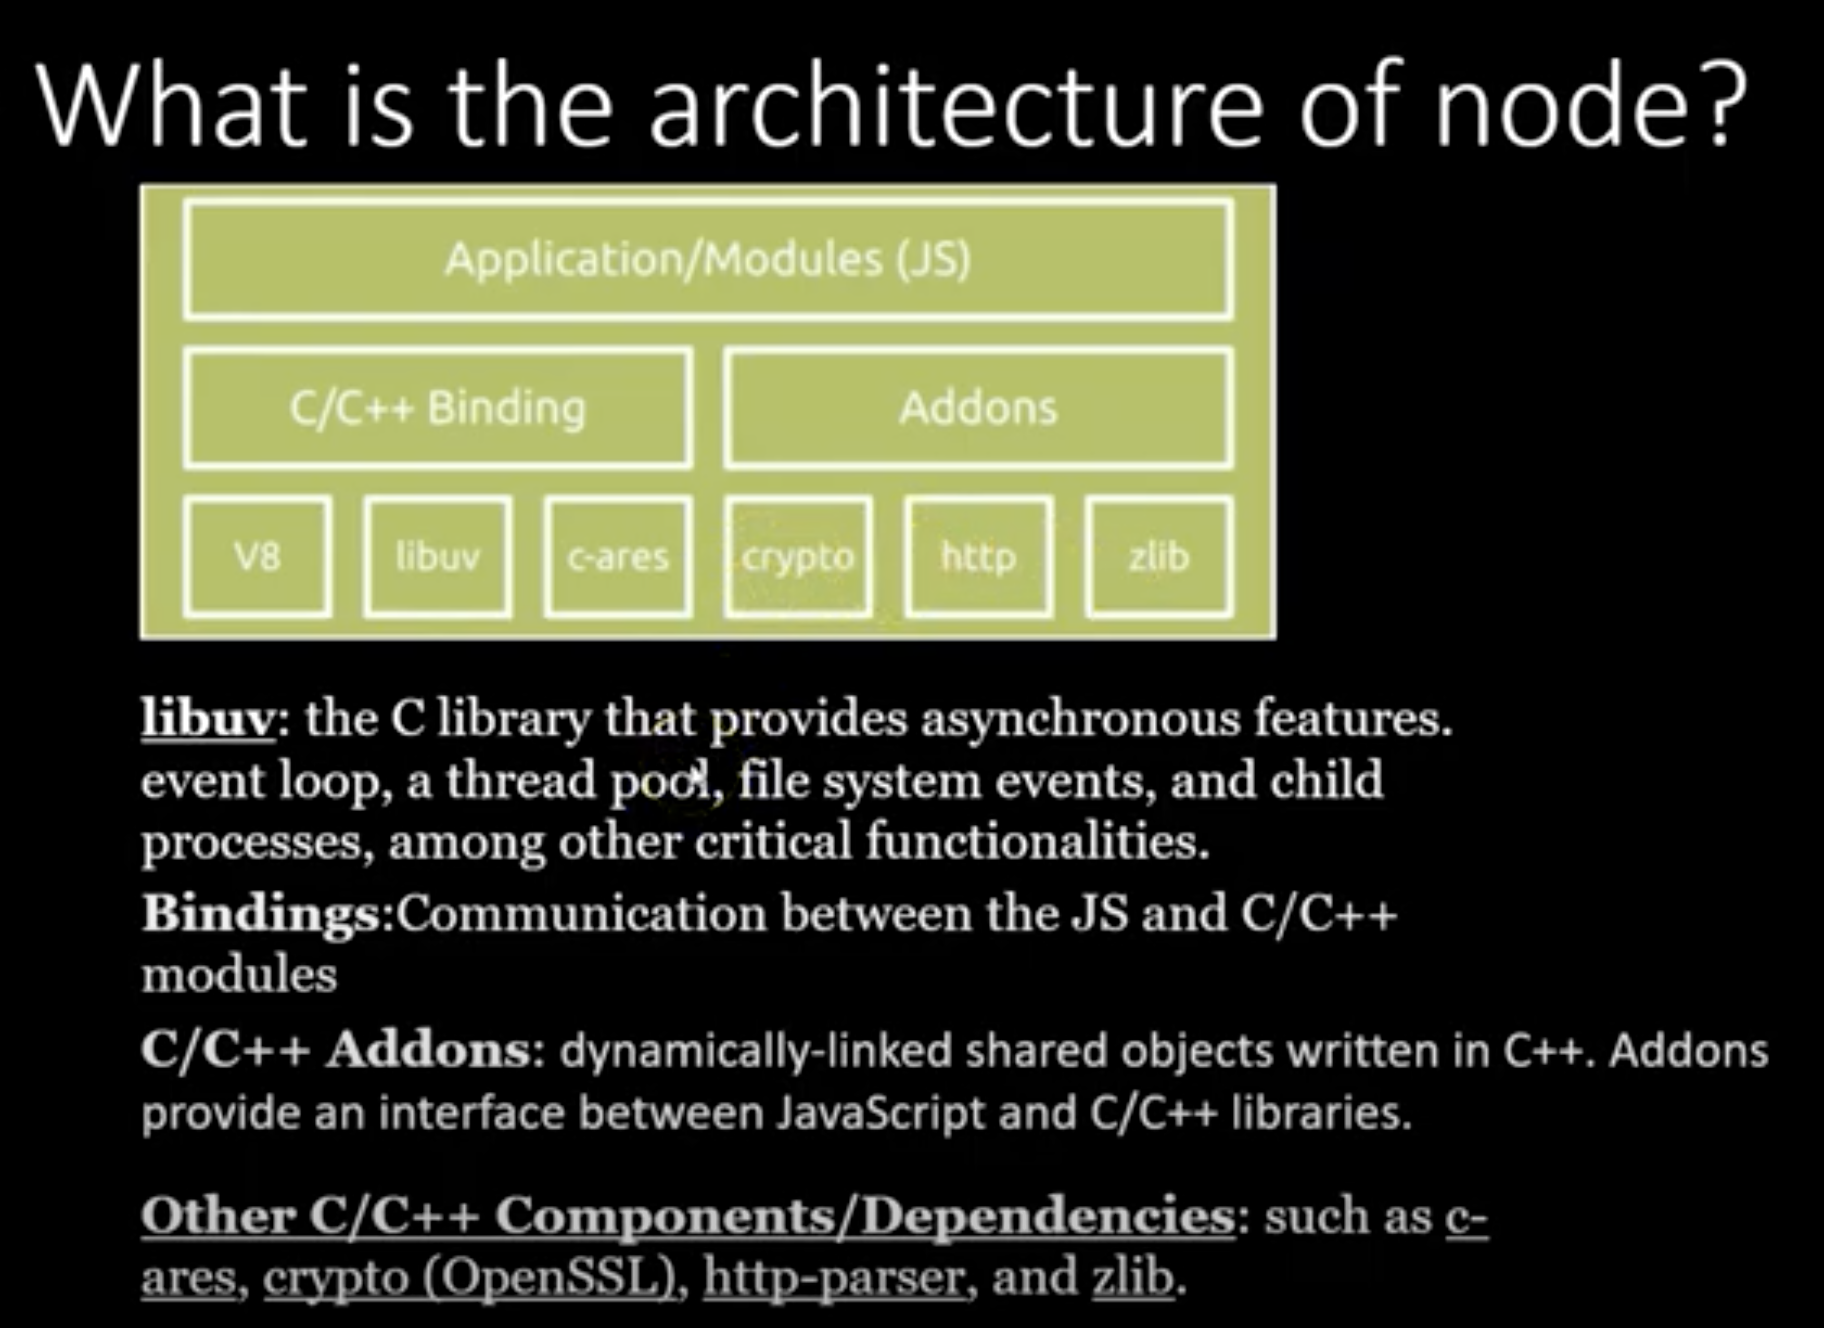 What is the architecture of node?
Application/Modules (JS)
C/C++ Binding
Addons
V8
libuv
c-ares
crypto
http
zlib
libuv: the C library that provides asynchronous features.
event loop, a thread pool, file system events, and child
processes, among other critical functionalities.
Bindings:Communication between the JS and C/C++
modules
C/C++ Addons: dynamically-linked shared objects written in C++. Addons
provide an interface between JavaScript and C/C++ libraries.
Other C/C++ Components/Dependencies: such as c-
ares, crypto (OpenSSL), http-parser, and zlib.